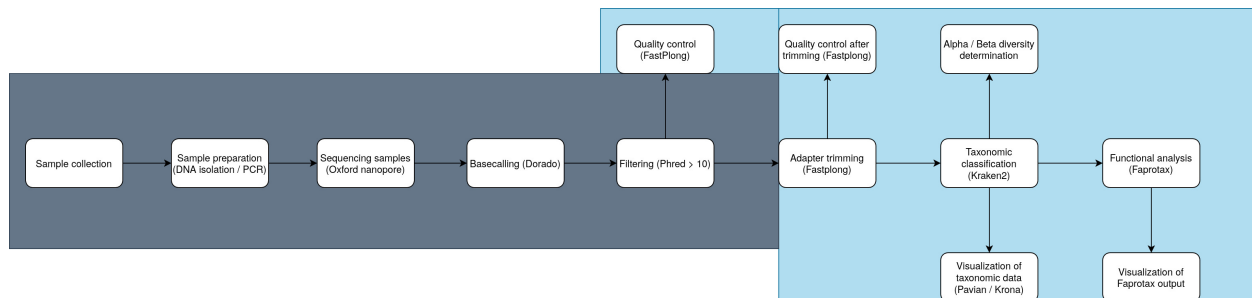 Quality control
(FastPlong)
Quality control after
trimming (Fastplong)
Alpha / Beta diversity
determination
Sample collection
Sample preparation
(DNA isolation / PCR)
Sequencing samples
(Oxford nanopore)
Basecalling (Dorado)
Filtering (Phred > 10)
Adapter trimming
(Fastplong)
Taxonomic
classification
(Kraken2)
Functional analysis
(Faprotax)
Visualization of
taxonomic data
(Pavian / Krona)
Visualization of
Faprotax output